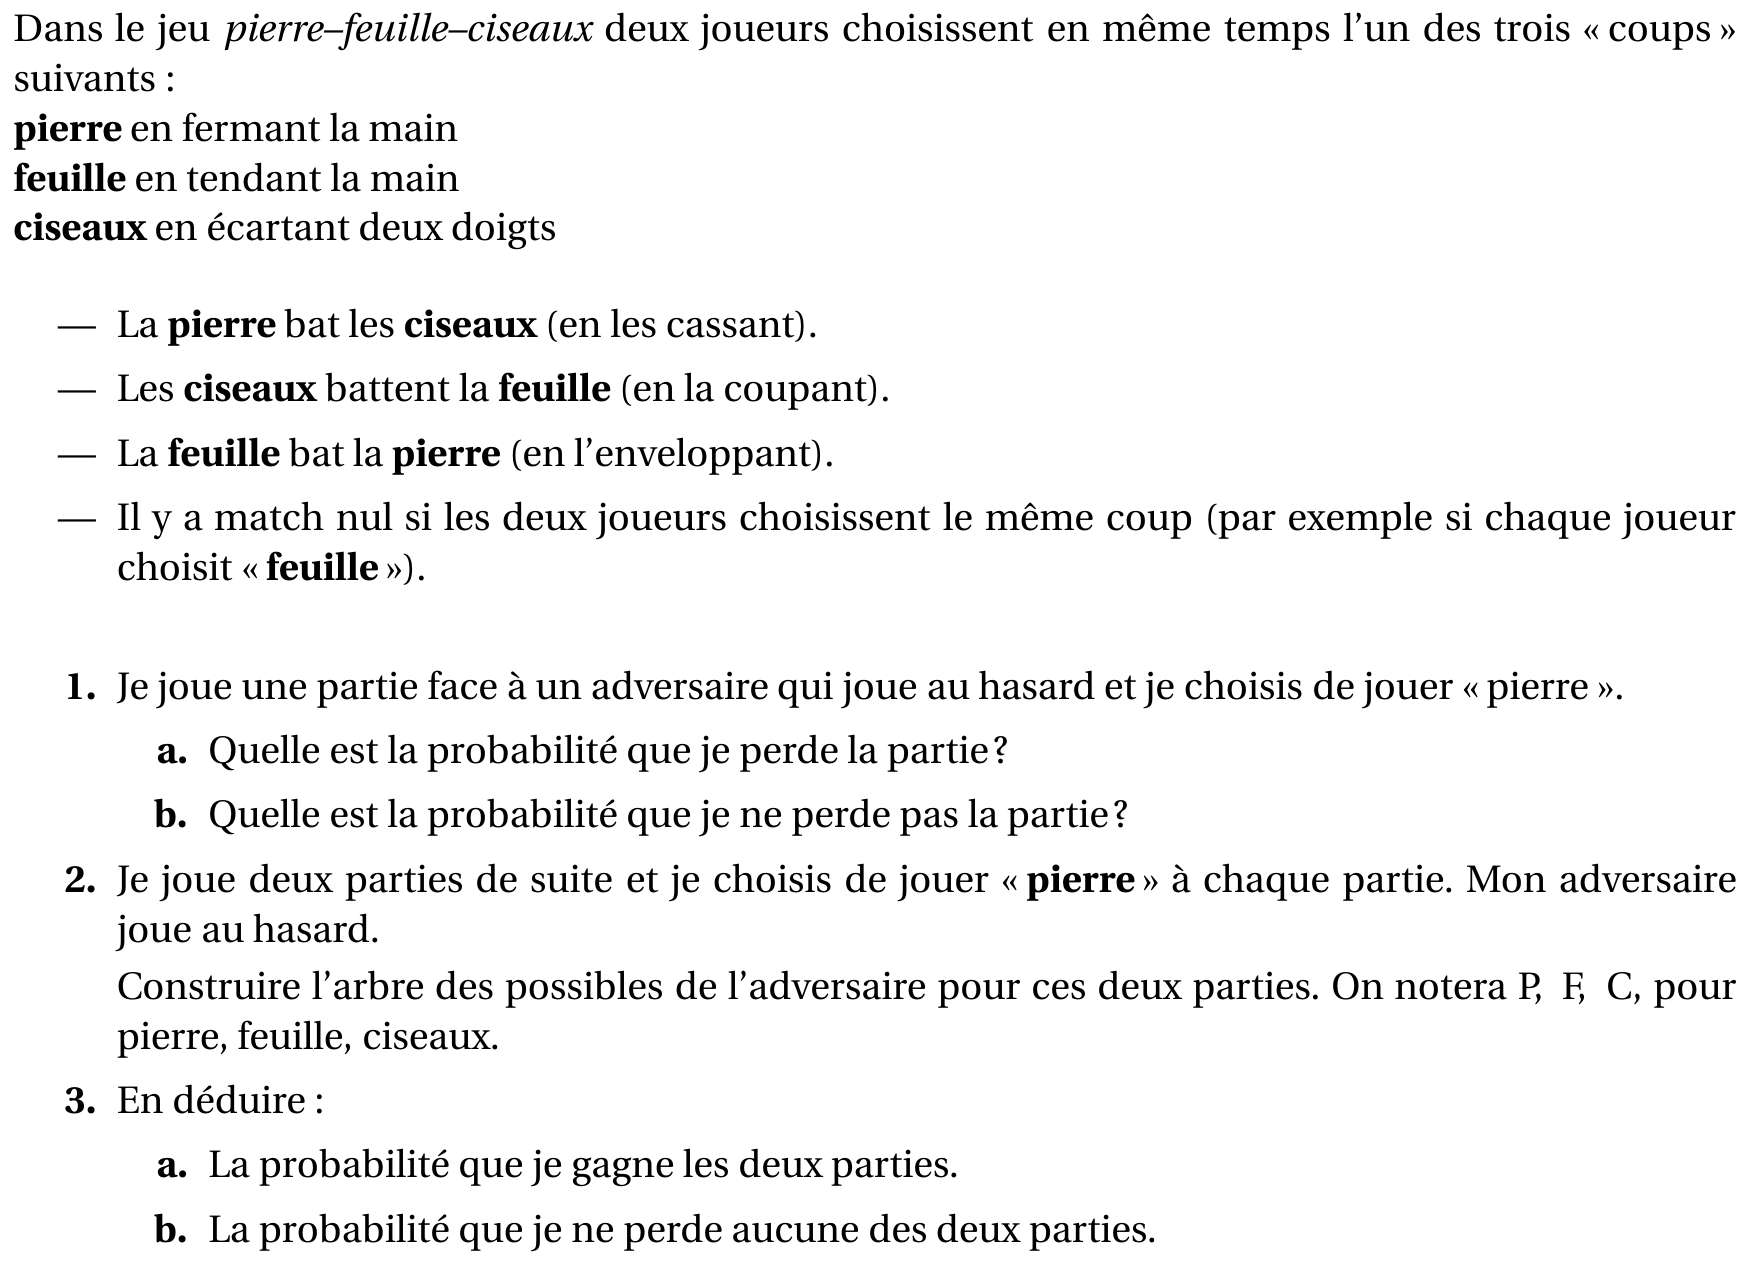 Dans le jeu pierre–feuille–ciseaux deux joueurs choisissent en même temps l'un des trois « coups »
suivants :
pierre en fermant la main
feuille en tendant la main
ciseaux en écartant deux doigts
— La pierre bat les ciseaux (en les cassant).
— Les ciseaux battent la feuille (en la coupant).
— La feuille bat la pierre (en l'enveloppant).
— Il y a match nul si les deux joueurs choisissent le même coup (par exemple si chaque joueur
choisit « feuille »).
1. Je joue une partie face à un adversaire qui joue au hasard et je choisis de jouer « pierre ».
a. Quelle est la probabilité que je perde la partie ?
b. Quelle est la probabilité que je ne perde pas la partie ?
2. Je joue deux parties de suite et je choisis de jouer « pierre » à chaque partie. Mon adversaire
joue au hasard.
Construire l'arbre des possibles de l'adversaire pour ces deux parties. On notera P, F, C, pour
pierre, feuille, ciseaux.
3. En déduire :
a. La probabilité que je gagne les deux parties.
b. La probabilité que je ne perde aucune des deux parties.